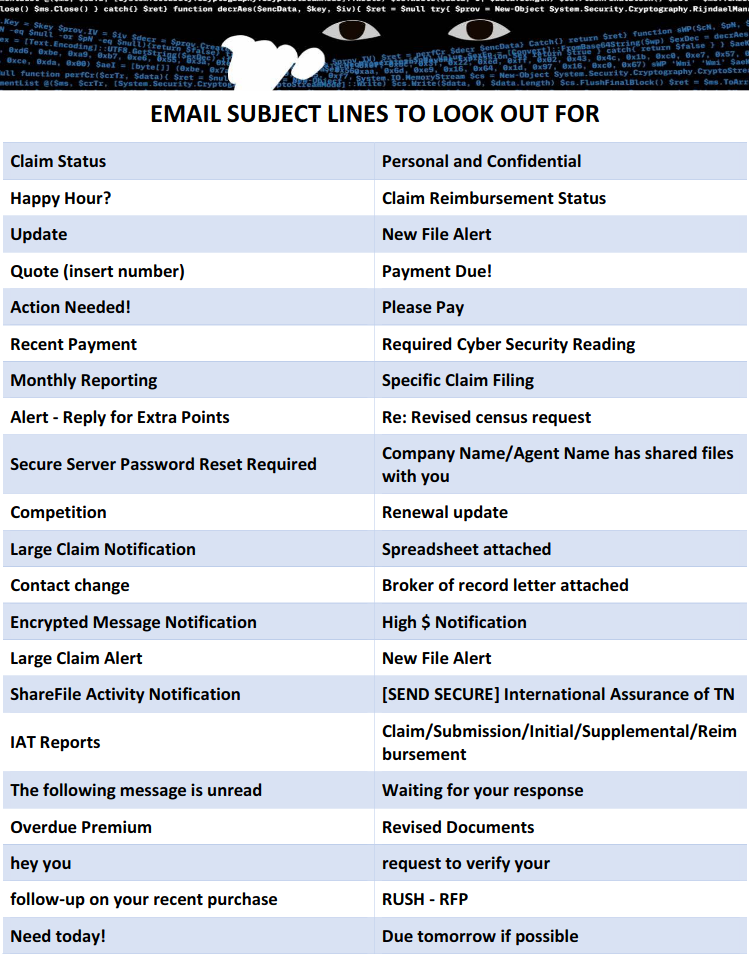 EMAIL SUBJECT LINES TO LOOK OUT FOR
Claim Status
Personal and Confidential
Happy Hour?
Claim Reimbursement Status
Update
New File Alert
Quote (insert number)
Payment Due!
Action Needed!
Please Pay
Recent Payment
Required Cyber Security Reading
Monthly Reporting
Specific Claim Filing
Alert - Reply for Extra Points
Re: Revised census request
Secure Server Password Reset Required
Company Name/Agent Name has shared files
with you
Competition
Renewal update
Large Claim Notification
Spreadsheet attached
Contact change
Broker of record letter attached
Encrypted Message Notification
High $ Notification
Large Claim Alert
New File Alert
ShareFile Activity Notification
[SEND SECURE] International Assurance of TN
IAT Reports
Claim/Submission/Initial/Supplemental/Reim
bursement
The following message is unread
Waiting for your response
Overdue Premium
Revised Documents
hey you
request to verify your
follow-up on your recent purchase
RUSH - RFP
Need today!
Due tomorrow if possible